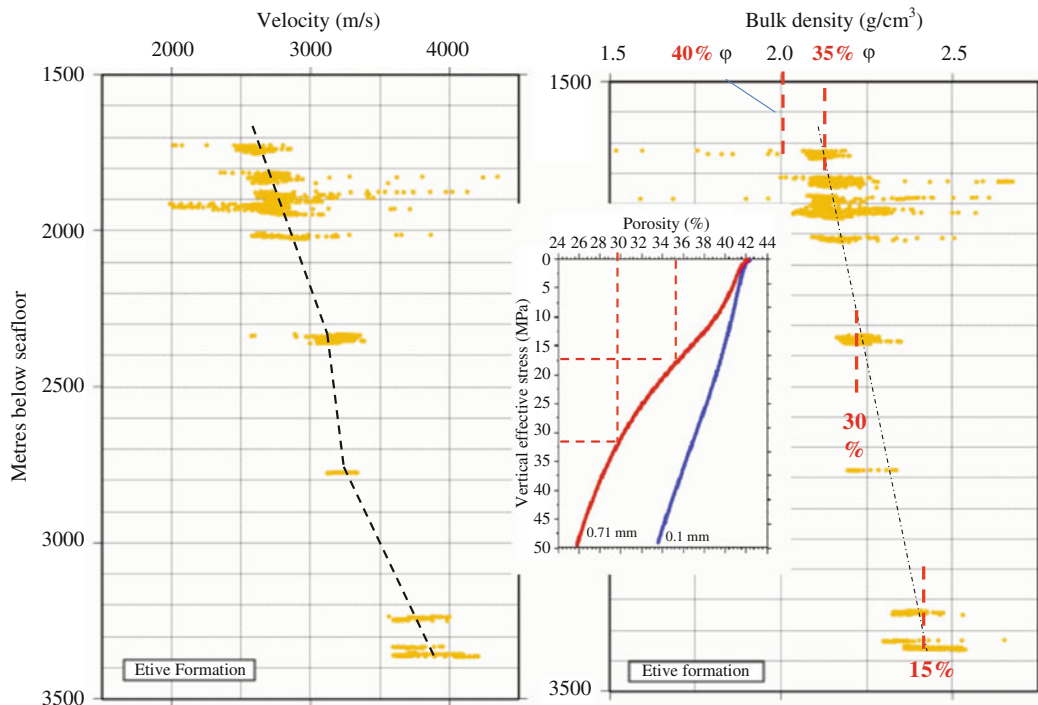 Velocity (m/s)
2000 3000 4000
1500
2000
2500
3000
3500
Metres below seafloor
Etive Formation
Bulk density (g/cm³)
1.5 40% φ 2.0 35% φ 2.5
1500
3500
30
%
15%
Etive formation
Porosity (%)
24 26 28 30 32 34 36 38 40 42 44
0
5
10
15
20
25
30
35
40
45
50
Vertical effective stress (MPa)
0.71 mm
0.1 mm